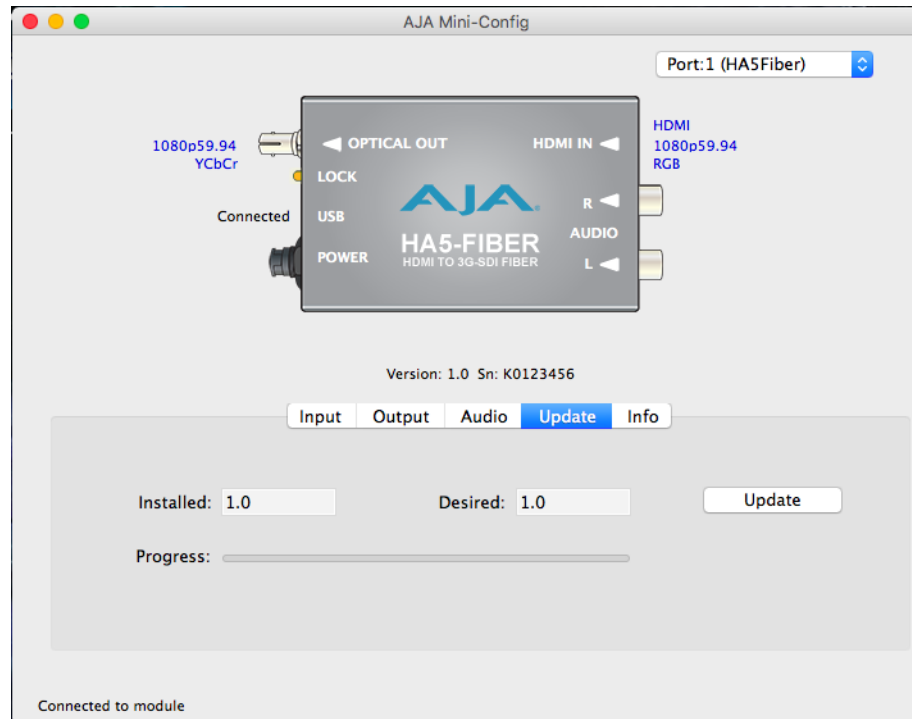 AJA Mini-Config
Port:1 (HA5Fiber)
1080p59.94
YCbCr
Connected
OPTICAL OUT
LOCK
USB
POWER
AJA
HA5-FIBER
HDMI TO 3G-SDI FIBER
HDMI IN
R
AUDIO
L
HDMI
1080p59.94
RGB
Version: 1.0 Sn: K0123456
Input Output Audio Update Info
Installed: 1.0 Desired: 1.0 Update
Progress:
Connected to module